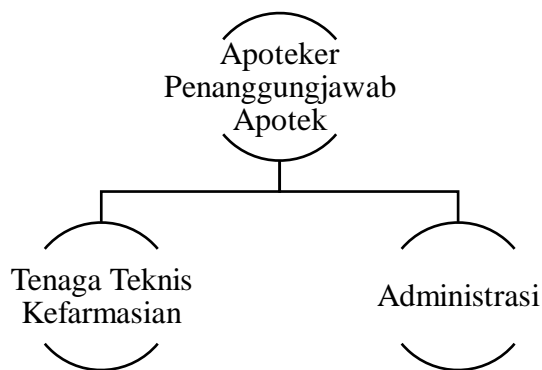 Apoteker
Penanggungjawab
Apotek
Tenaga Teknis
Kefarmasian
Administrasi